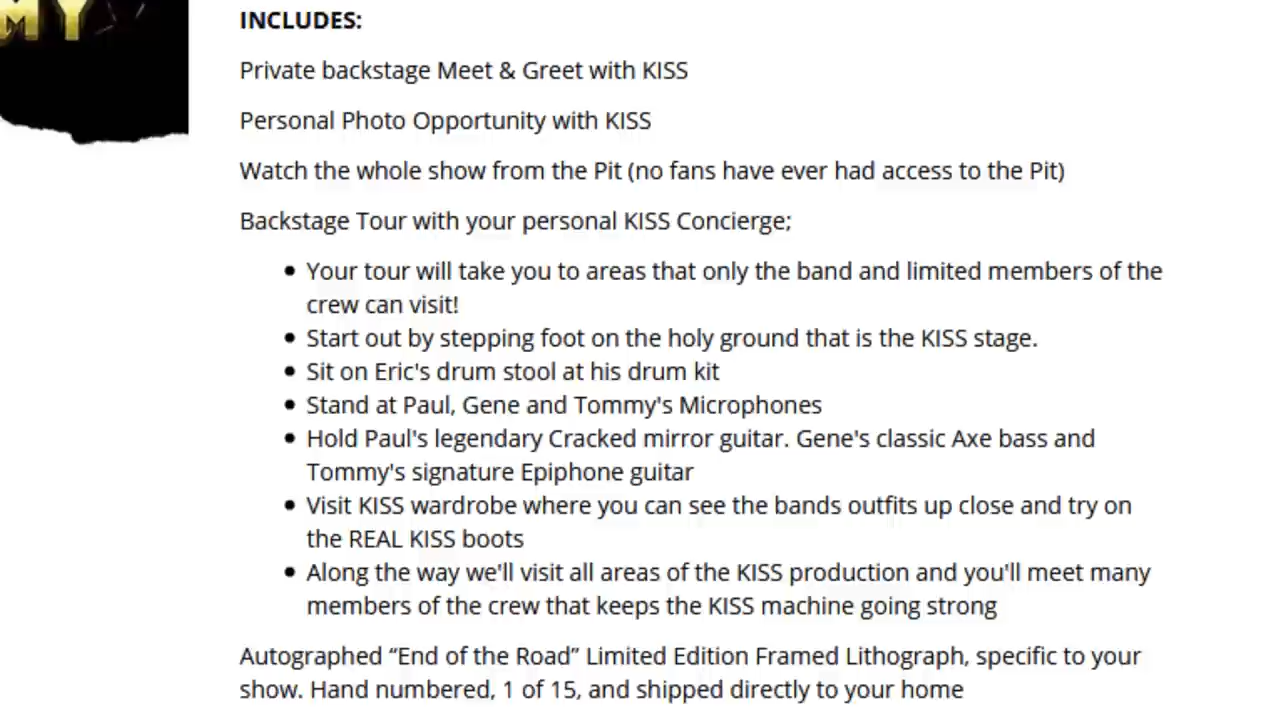 MY
INCLUDES:
Private backstage Meet & Greet with KISS
Personal Photo Opportunity with KISS
Watch the whole show from the Pit (no fans have ever had access to the Pit)
Backstage Tour with your personal KISS Concierge;
• Your tour will take you to areas that only the band and limited members of the
crew can visit!
• Start out by stepping foot on the holy ground that is the KISS stage.
• Sit on Eric's drum stool at his drum kit
• Stand at Paul, Gene and Tommy's Microphones
• Hold Paul's legendary Cracked mirror guitar. Gene's classic Axe bass and
Tommy's signature Epiphone guitar
• Visit KISS wardrobe where you can see the bands outfits up close and try on
the REAL KISS boots
• Along the way we'll visit all areas of the KISS production and you'll meet many
members of the crew that keeps the KISS machine going strong
Autographed “End of the Road” Limited Edition Framed Lithograph, specific to your
show. Hand numbered, 1 of 15, and shipped directly to your home